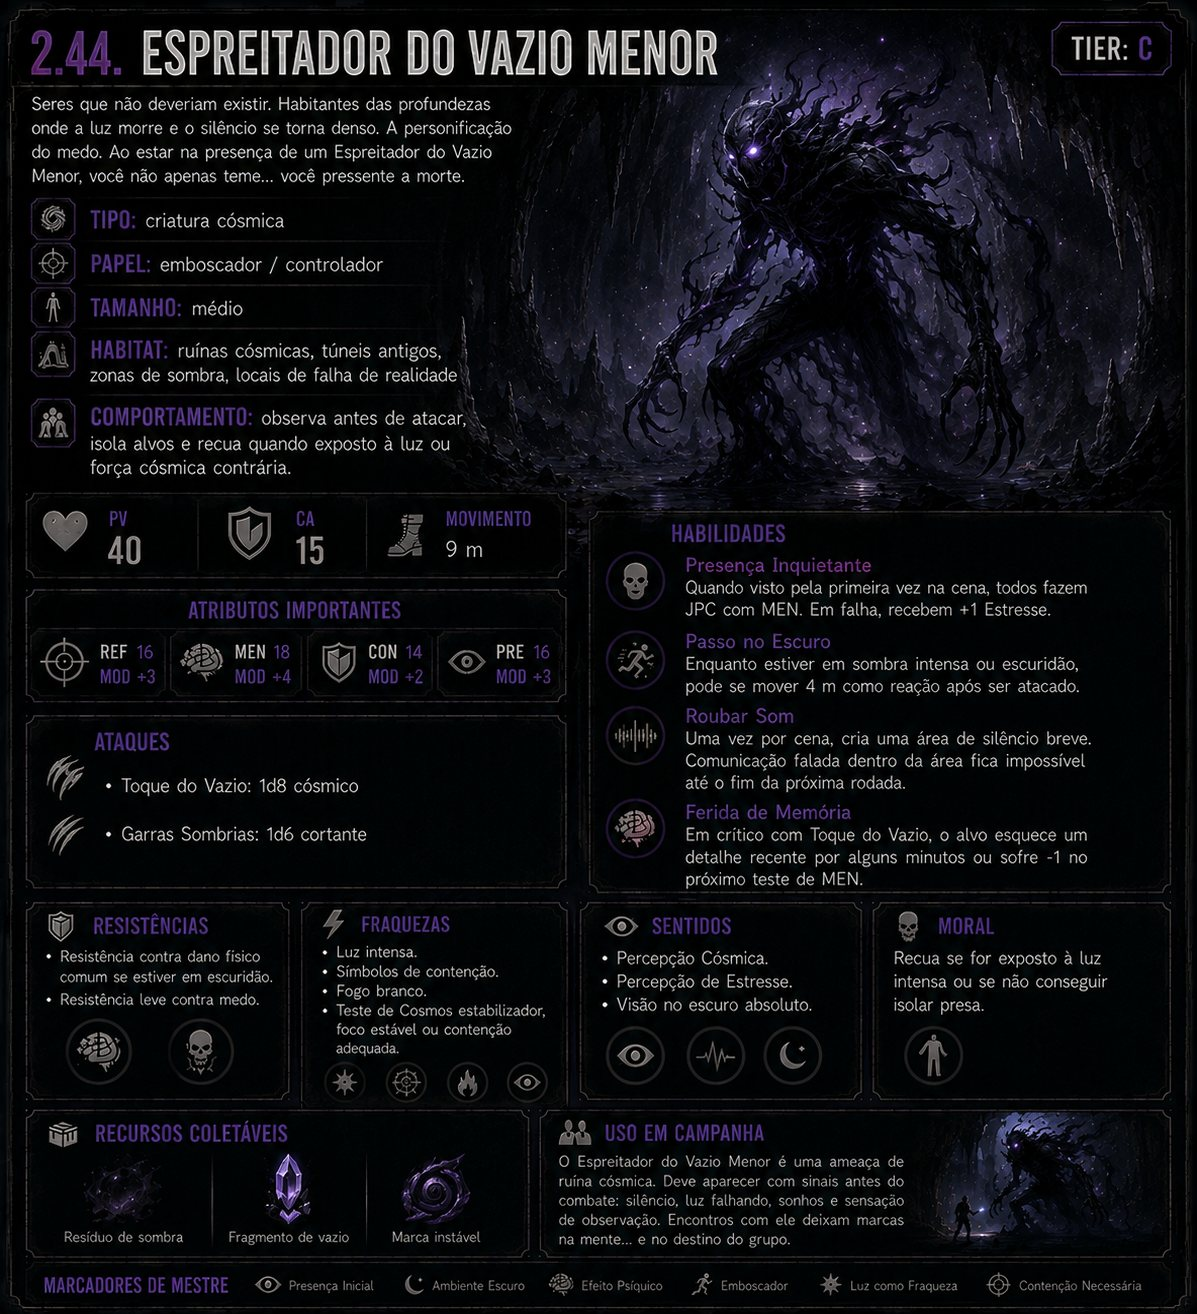 2.44. ESPREITADOR DO VAZIO MENOR
TIER: C
Seres que não deveriam existir. Habitantes das profundezas
onde a luz morre e o silêncio se torna denso. A personificação
do medo. Ao estar na presença de um Espreitador do Vazio
Menor, você não apenas teme... você pressente a morte.
TIPO: criatura cósmica
PAPEL: emboscador / controlador
TAMANHO: médio
HABITAT: ruínas cósmicas, túneis antigos,
zonas de sombra, locais de falha de realidade
COMPORTAMENTO: observa antes de atacar,
isola alvos e recua quando exposto à luz ou
força cósmica contrária.
PV
40
CA
15
MOVIMENTO
9 m
ATRIBUTOS IMPORTANTES
REF 16
MOD +3
MEN 18
MOD +4
CON 14
MOD +2
PRE 16
MOD +3
ATAQUES
• Toque do Vazio: 1d8 cósmico
• Garras Sombrias: 1d6 cortante
HABILIDADES
Presença Inquietante
Quando visto pela primeira vez na cena, todos fazem
JPC com MEN. Em falha, recebem +1 Estresse.
Passo no Escuro
Enquanto estiver em sombra intensa ou escuridão,
pode se mover 4 m como reação após ser atacado.
Roubar Som
Uma vez por cena, cria uma área de silêncio breve.
Comunicação falada dentro da área fica impossível
até o fim da próxima rodada.
Ferida de Memória
Em crítico com Toque do Vazio, o alvo esquece um
detalhe recente por alguns minutos ou sofre -1 no
próximo teste de MEN.
RESISTÊNCIAS
• Resistência contra dano físico
comum se estiver em escuridão.
• Resistência leve contra medo.
FRAQUEZAS
• Luz intensa.
• Símbolos de contenção.
• Fogo branco.
• Teste de Cosmos estabilizador,
foco estável ou contenção
adequada.
SENTIDOS
• Percepção Cósmica.
• Percepção de Estresse.
• Visão no escuro absoluto.
MORAL
Recua se for exposto à luz
intensa ou se não conseguir
isolar presa.
RECURSOS COLETÁVEIS
Resíduo de sombra
Fragmento de vazio
Marca instável
USO EM CAMPANHA
O Espreitador do Vazio Menor é uma ameaça de
ruína cósmica. Deve aparecer com sinais antes do
combate: silêncio, luz falhando, sonhos e sensação
de observação. Encontros com ele deixam marcas
na mente... e no destino do grupo.
MARCADORES DE MESTRE
Presença Inicial
Ambiente Escuro
Efeito Psíquico
Emboscador
Luz como Fraqueza
Contenção Necessária